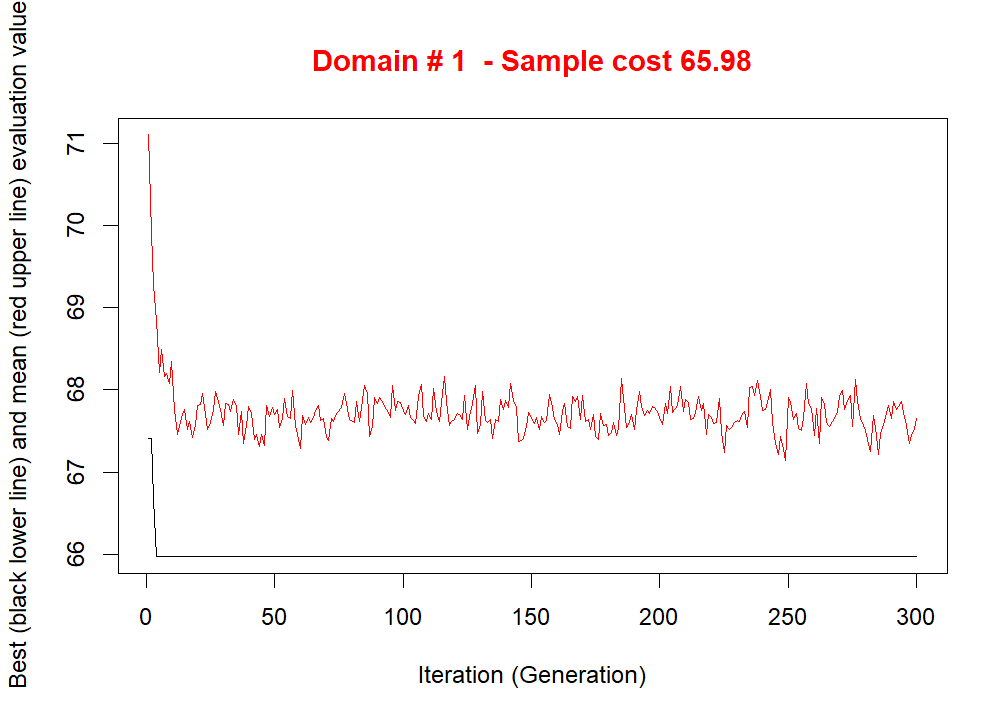 Domain # 1  - Sample cost 65.98
Best (black lower line) and mean (red upper line) evaluation value
71
70
69
68
67
66
0 50 100 150 200 250 300
Iteration (Generation)